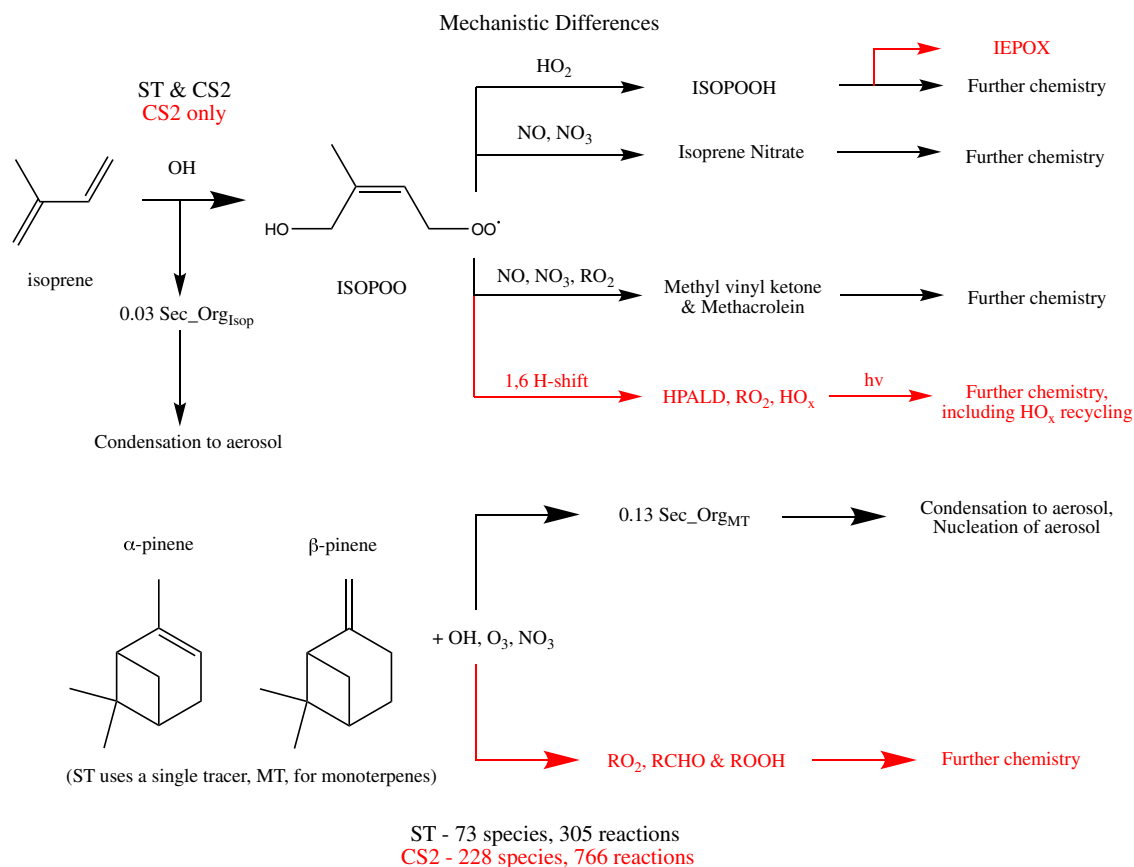 Mechanistic Differences
ST & CS2
CS2 only
HO₂
ISOPOOH
IEPOX
Further chemistry
NO, NO₃
Isoprene Nitrate
Further chemistry
OH
HO
OO·
isoprene
ISOPOO
0.03 Sec_Org_Isop
Condensation to aerosol
NO, NO₃, RO₂
Methyl vinyl ketone
& Methacrolein
Further chemistry
1,6 H-shift
HPALD, RO₂, HOₓ
hv
Further chemistry,
including HOₓ recycling
α-pinene
β-pinene
+ OH, O₃, NO₃
0.13 Sec_Org_MT
Condensation to aerosol,
Nucleation of aerosol
RO₂, RCHO & ROOH
Further chemistry
(ST uses a single tracer, MT, for monoterpenes)
ST - 73 species, 305 reactions
CS2 - 228 species, 766 reactions